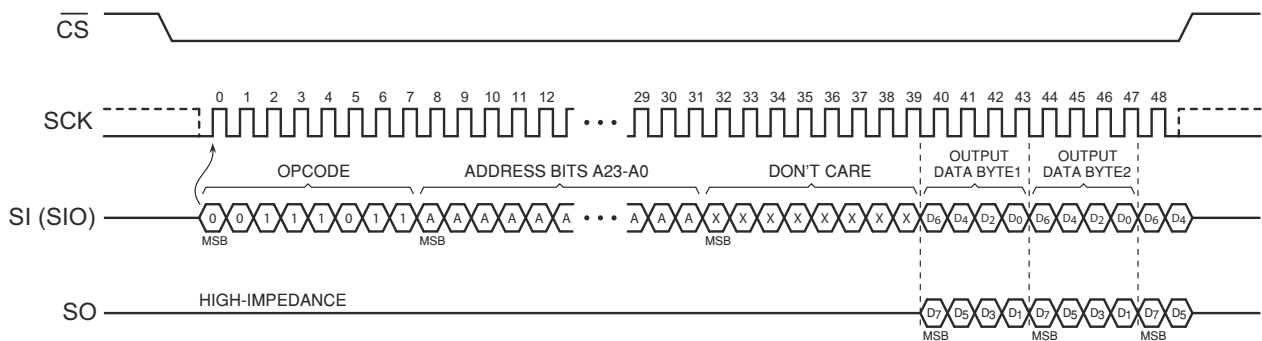 CS
SCK
0 1 2 3 4 5 6 7 8 9 10 11 12 29 30 31 32 33 34 35 36 37 38 39 40 41 42 43 44 45 46 47 48
OPCODE
ADDRESS BITS A23-A0
DON'T CARE
OUTPUT
DATA BYTE1
OUTPUT
DATA BYTE2
SI (SIO)
0 0 1 1 1 0 1 1 A A A A A A A A A X X X X X X X X D6 D4 D2 D0 D6 D4 D2 D0 D6 D4
MSB MSB MSB
HIGH-IMPEDANCE
SO
D7 D5 D3 D1 D7 D5 D3 D1 D7 D5
MSB MSB MSB